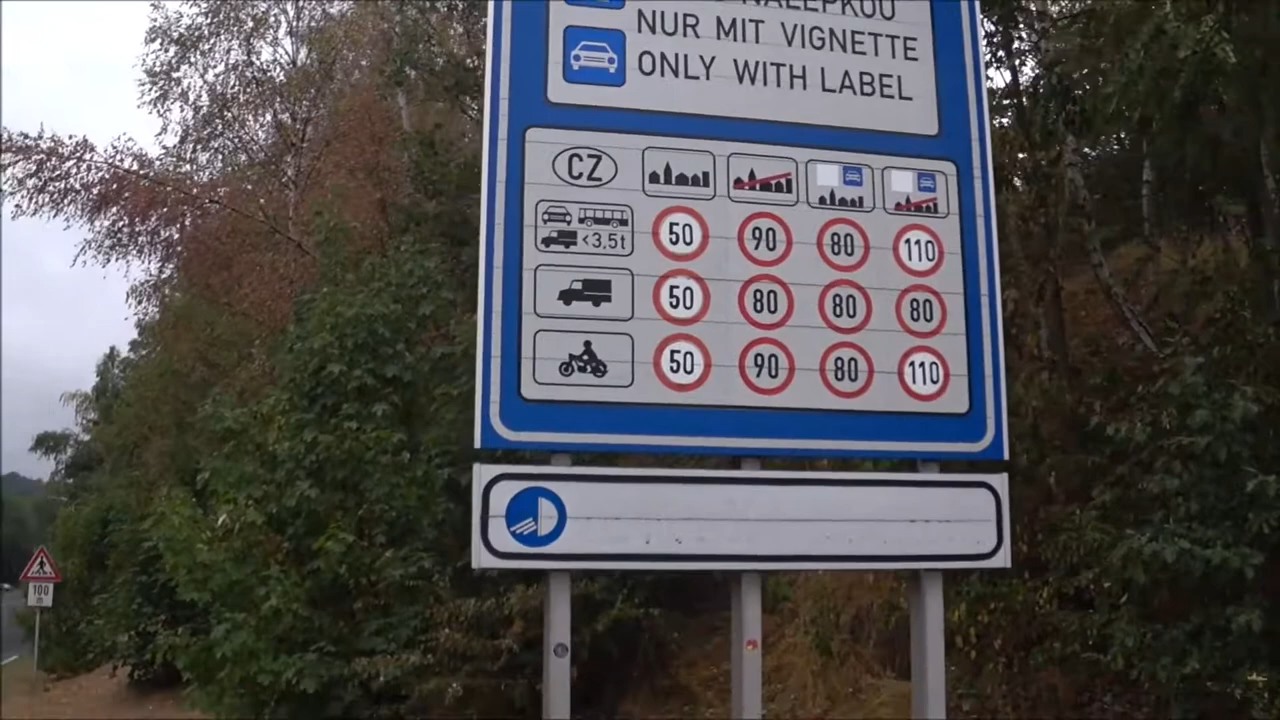 NÁLEPKOU
NUR MIT VIGNETTE
ONLY WITH LABEL
CZ
<3,5t
50 90 80 110
50 80 80 80
50 90 80 110
100
m